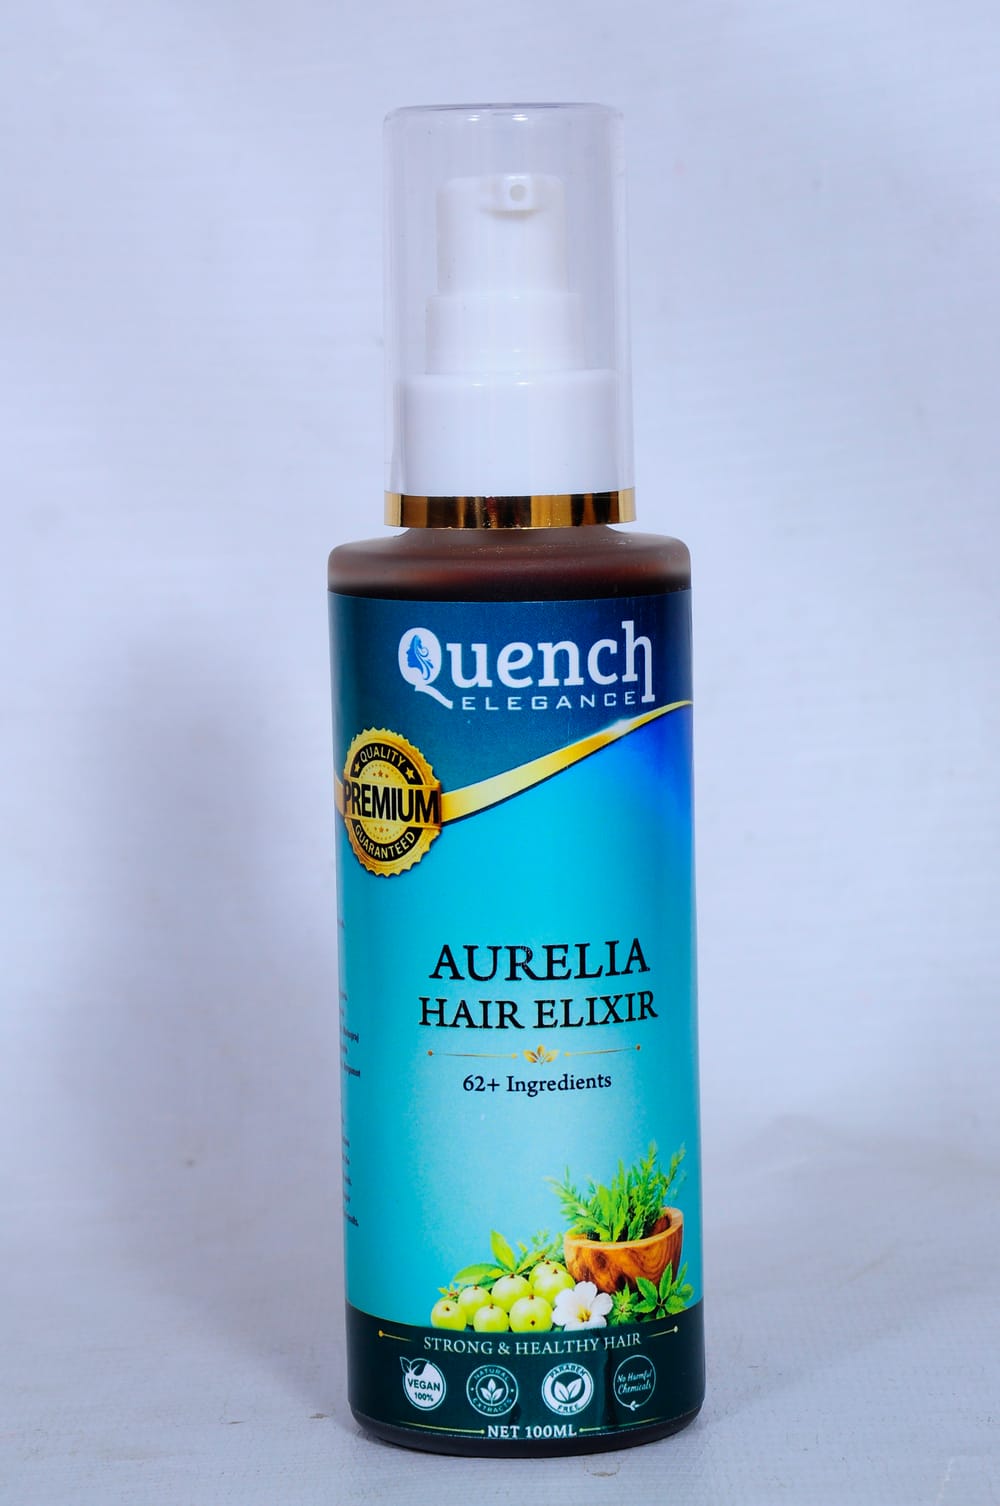 Quench
ELEGANCE
QUALITY
PREMIUM
GUARANTEED
AURELIA
HAIR ELIXIR
62+ Ingredients
STRONG & HEALTHY HAIR
VEGAN
100%
NATURAL
EXTRACTS
PARABEN
FREE
No Harmful
Chemicals
NET 100ML